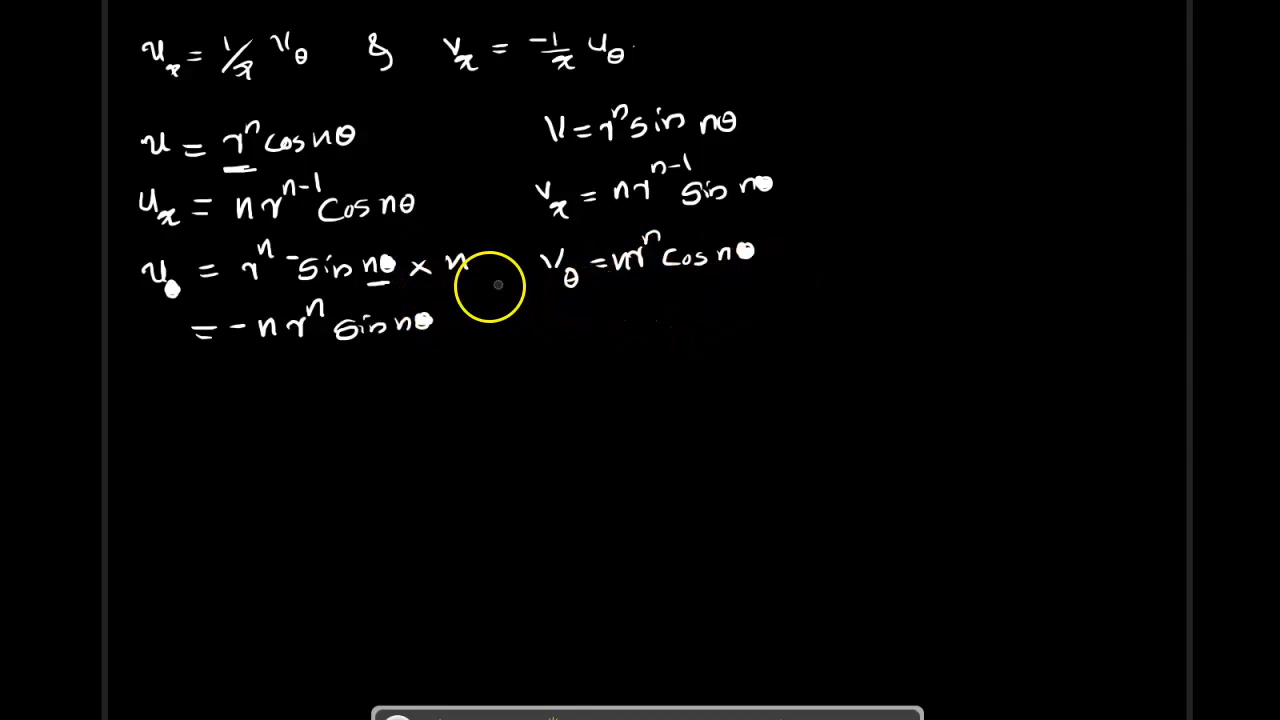 u_r = 1/r v_θ & v_r = -1/r u_θ.
u = r^n cos nθ v = r^n sin nθ
u_r = n r^{n-1} cos nθ v_r = n r^{n-1} sin nθ
u_θ = r^n -sin nθ × n v_θ = n r^n cos nθ
= - n r^n sin nθ